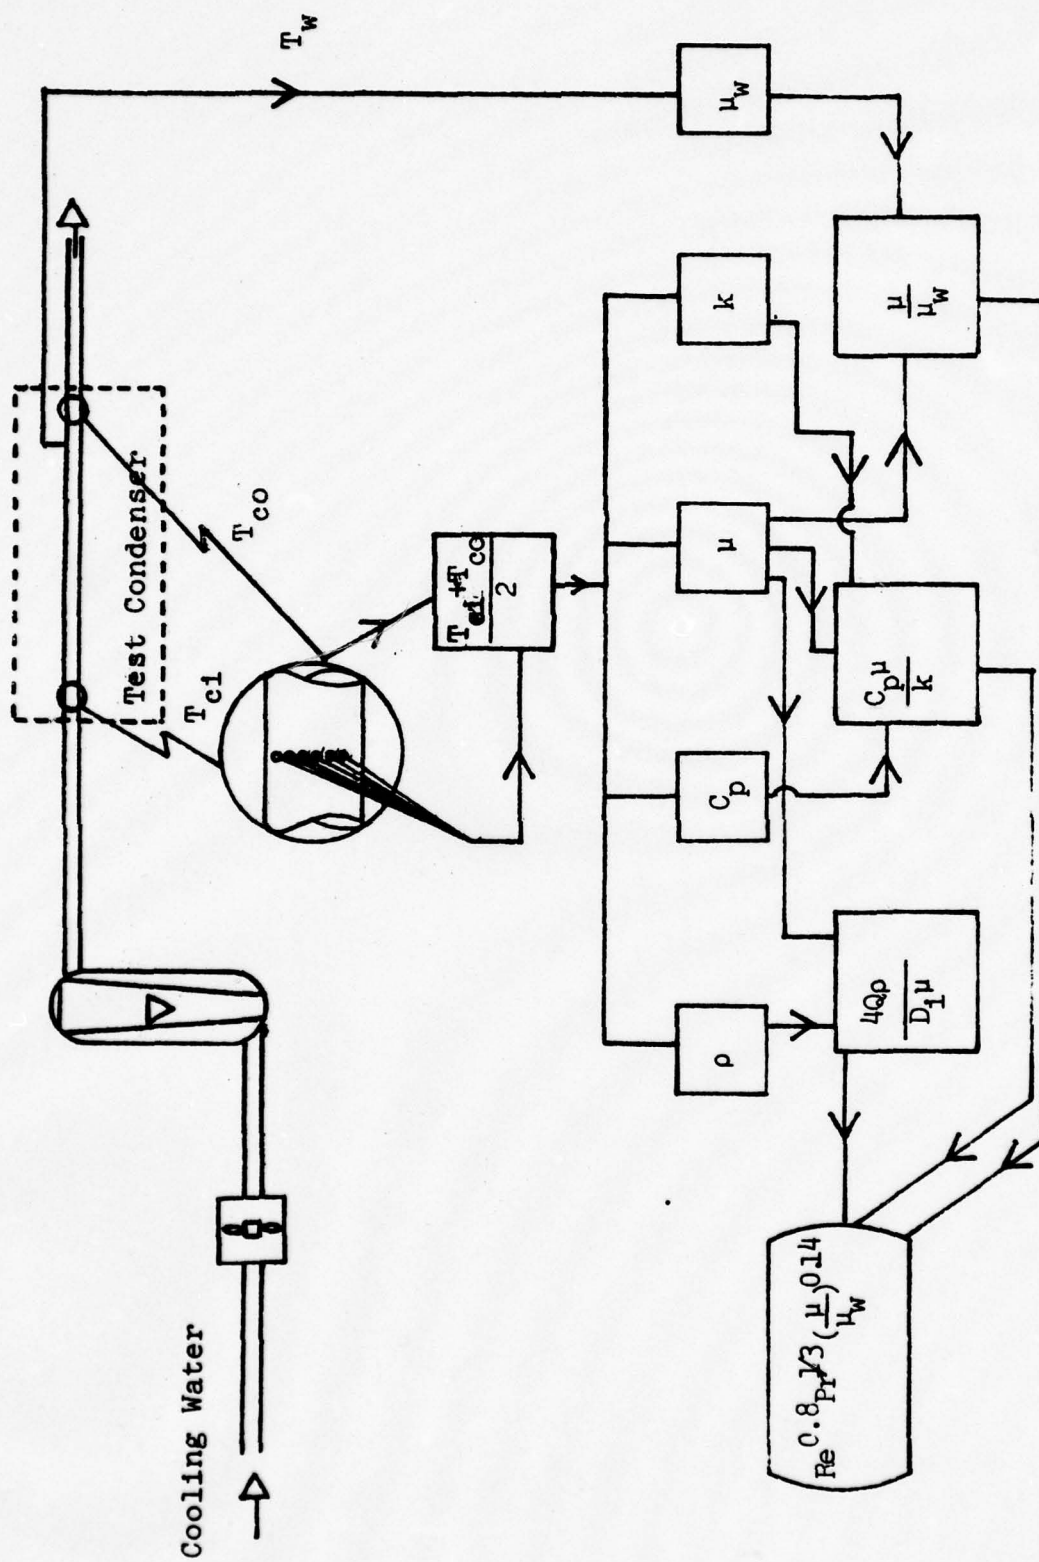 Cooling Water
Test Condenser
T_w
T_ci
T_co
T_ci+T_co
2
ρ
C_p
μ
k
μ_w
4Qρ
D_iμ
C_pμ
k
μ
μ_w
Re^0.8 Pr^1/3 (μ/μ_w)^0.14